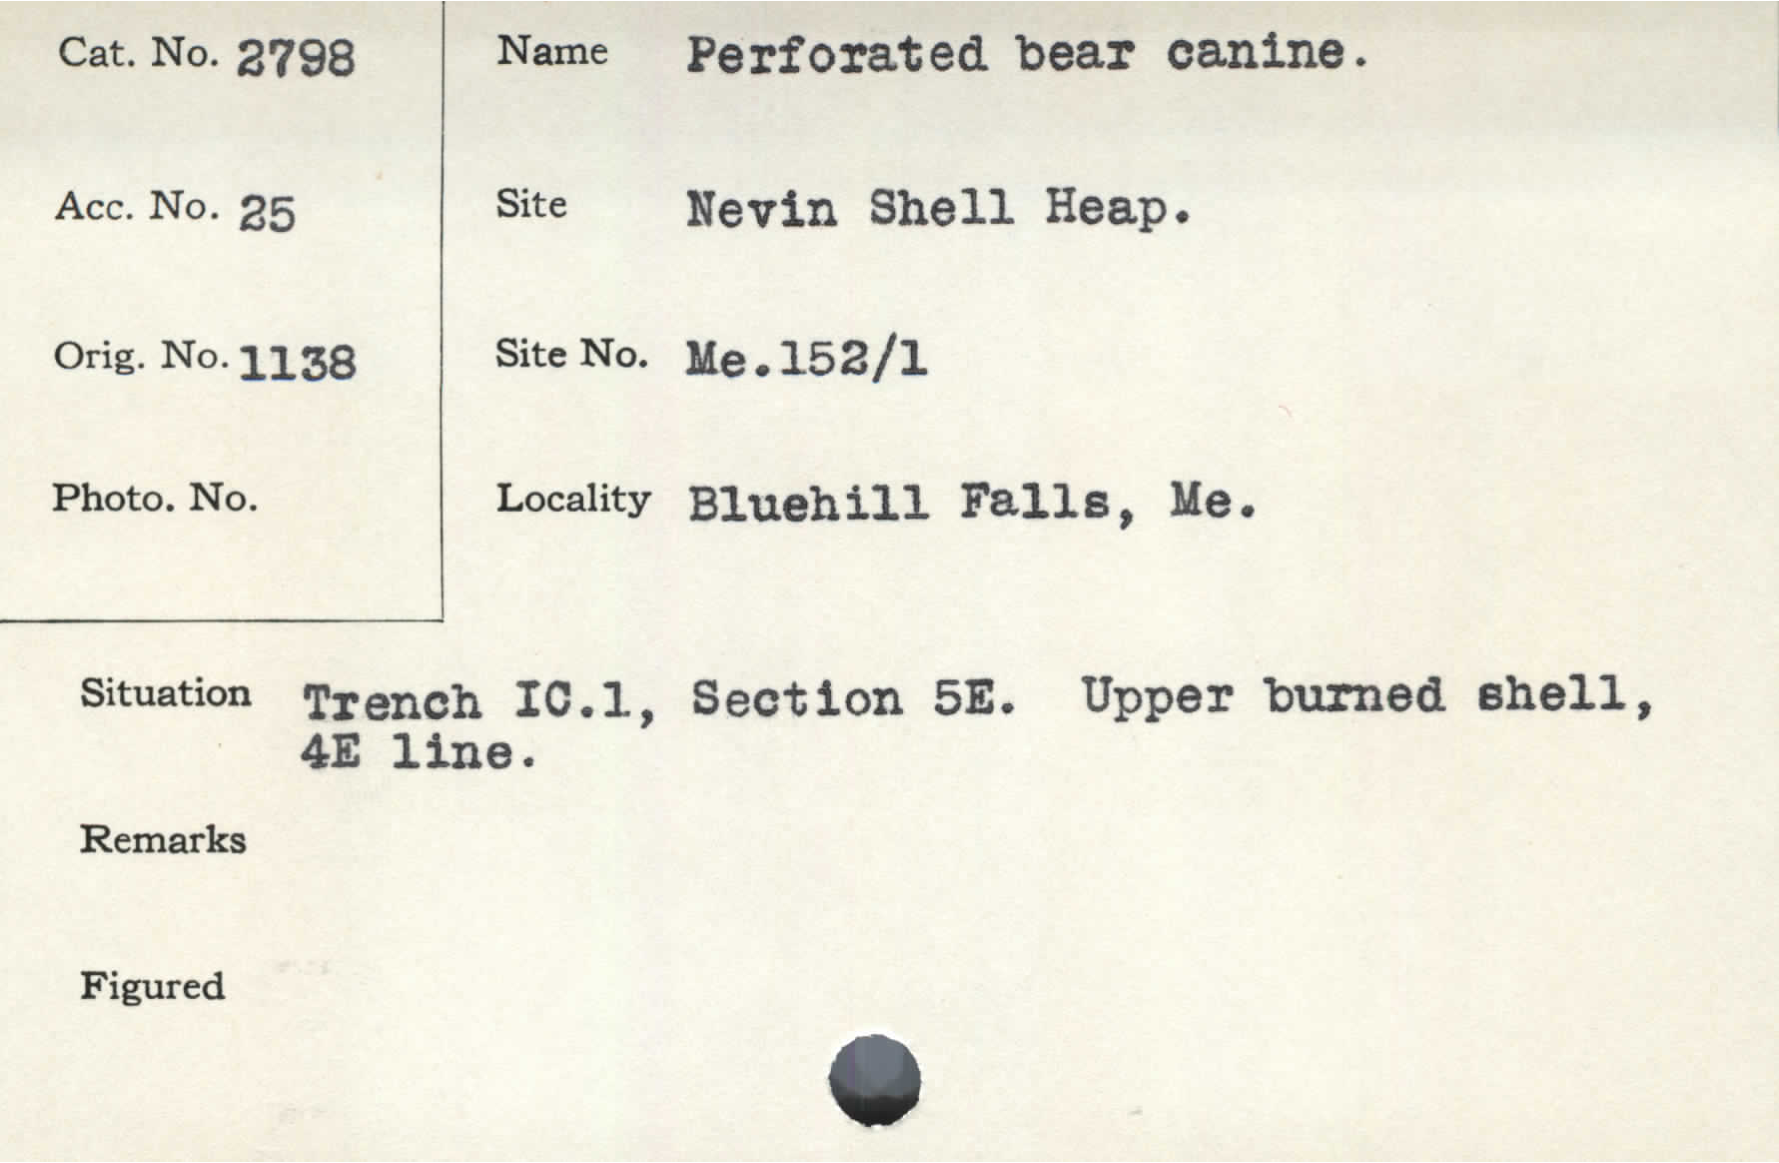 Cat. No. 2798
Name Perforated bear canine.
Acc. No. 25
Site Nevin Shell Heap.
Orig. No. 1138
Site No. Me.152/1
Photo. No.
Locality Bluehill Falls, Me.
Situation Trench IC.1, Section 5E. Upper burned shell,
4E line.
Remarks
Figured